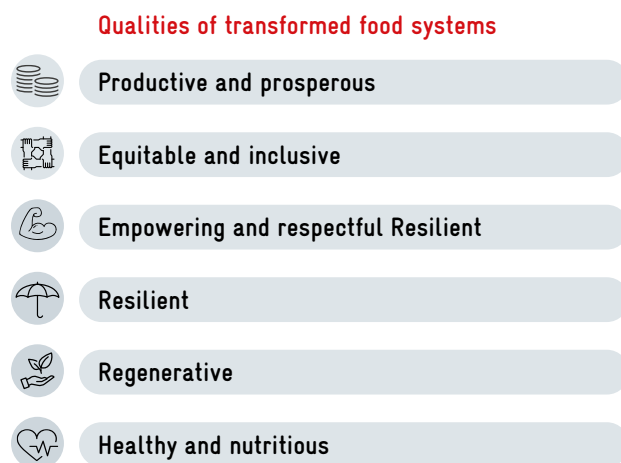 Qualities of transformed food systems
Productive and prosperous
Equitable and inclusive
Empowering and respectful Resilient
Resilient
Regenerative
Healthy and nutritious